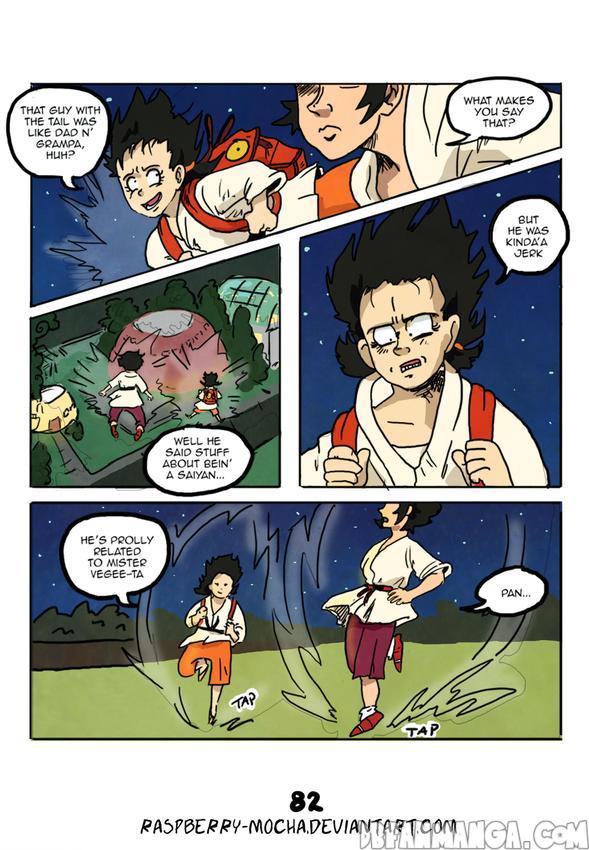 THAT GUY WITH
THE TAIL WAS
LIKE DAD N'
GRAMPA,
HUH?
WHAT MAKES
YOU SAY
THAT?
WELL HE
SAID STUFF
ABOUT BEIN'
A SAIYAN...
BUT
HE WAS
KINDA'A
JERK
HE'S PROLLY
RELATED
TO MISTER
VEGEE-TA
PAN...
TAP
TAP
82
RASPBERRY-MOCHA.DEVIANTART.COM
DBFANMANGA.COM